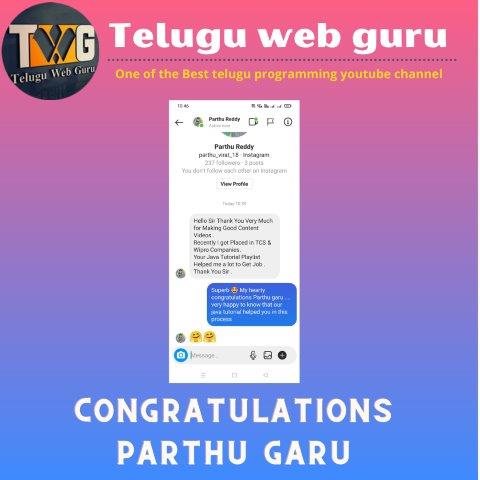 TWG
Telugu Web Guru
Telugu web guru
One of the Best telugu programming youtube channel
10:46
Parthu Reddy
Active now
Parthu Reddy
parthu_virat_18 · Instagram
237 followers · 3 posts
You don't follow each other on Instagram
View Profile
Hello Sir Thank You Very Much
for Making Good Content
Videos .
Recently I got Placed in TCS &
Wipro Companies.
Your Java Tutorial Playlist
Helped me a lot to Get Job .
Thank You Sir .
Superb 🤩 My hearty
congratulations Parthu garu ....
very happy to know that our
java tutorial helped you in this
process
🤗🤗
Message...
CONGRATULATIONS
PARTHU GARU